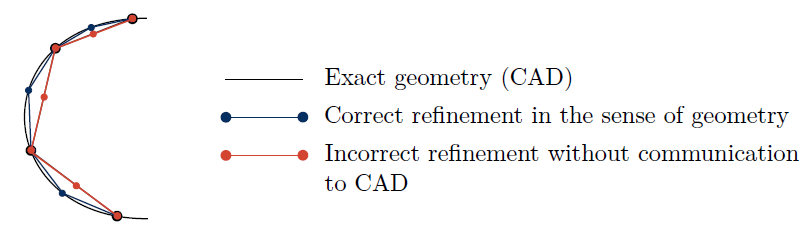 Exact geometry (CAD)
Correct refinement in the sense of geometry
Incorrect refinement without communication
to CAD